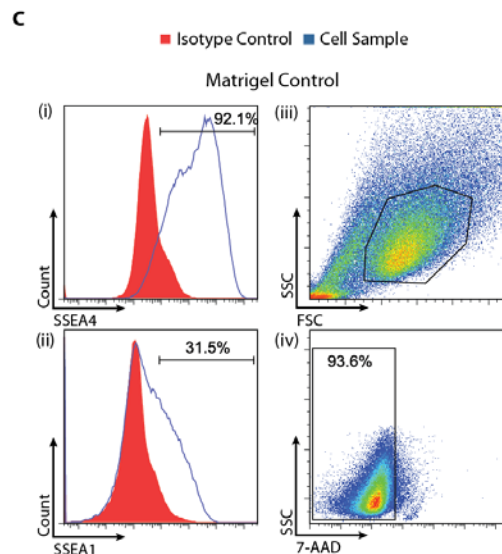 C
Isotype Control Cell Sample
Matrigel Control
(i)
92.1%
Count
SSEA4
(iii)
SSC
FSC
(ii)
31.5%
Count
SSEA1
(iv)
93.6%
SSC
7-AAD